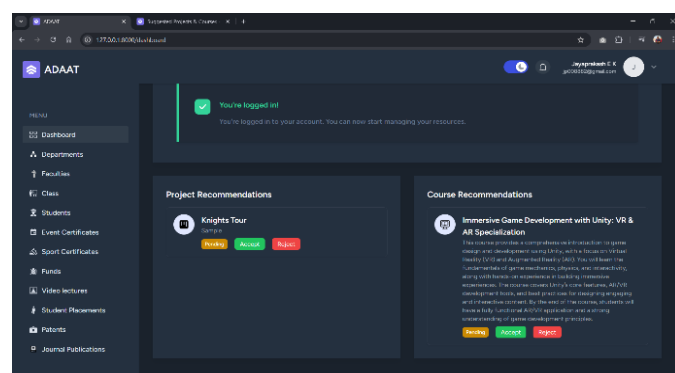 ADAAT
Suggested Projects & Courses
127.0.0.1:8000/dashboard
ADAAT
Jayaprakash E K
MENU
Dashboard
Departments
Faculties
Class
Students
Event Certificates
Sport Certificates
Funds
Video lectures
Student Placements
Patents
Journal Publications
You're logged in!
You're logged in to your account. You can now start managing your resources.
Project Recommendations
Knights Tour
Sample
Pending Accept Reject
Course Recommendations
Immersive Game Development with Unity: VR &
AR Specialization
This course provides a comprehensive introduction to game
design and development using Unity, with a focus on Virtual
Reality (VR) and Augmented Reality (AR). You will learn the
fundamentals of game mechanics, physics, and interactivity,
along with hands-on experience in building immersive
experiences. The course covers Unity's core features, AR/VR
development tools, and best practices for designing engaging
and interactive content. By the end of the course, students will
have a fully functional AR/VR application and a strong
understanding of game development principles.
Pending Accept Reject